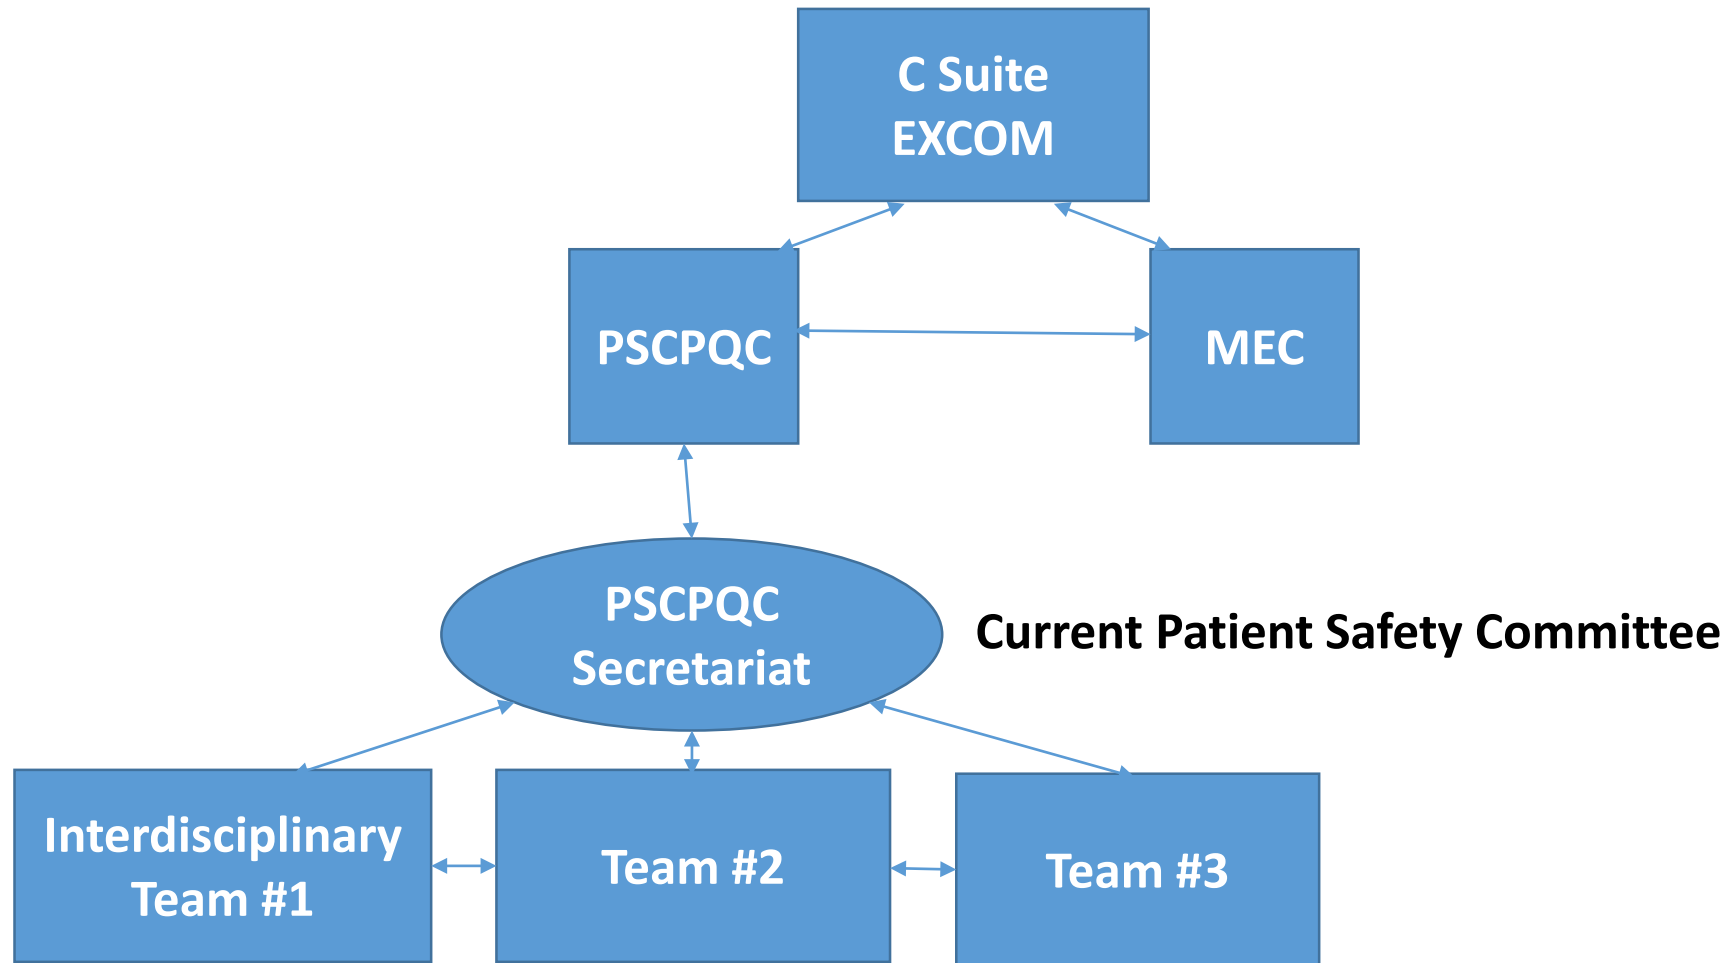 C Suite
EXCOM
PSCPQC
MEC
PSCPQC
Secretariat
Current Patient Safety Committee
Interdisciplinary
Team #1
Team #2
Team #3